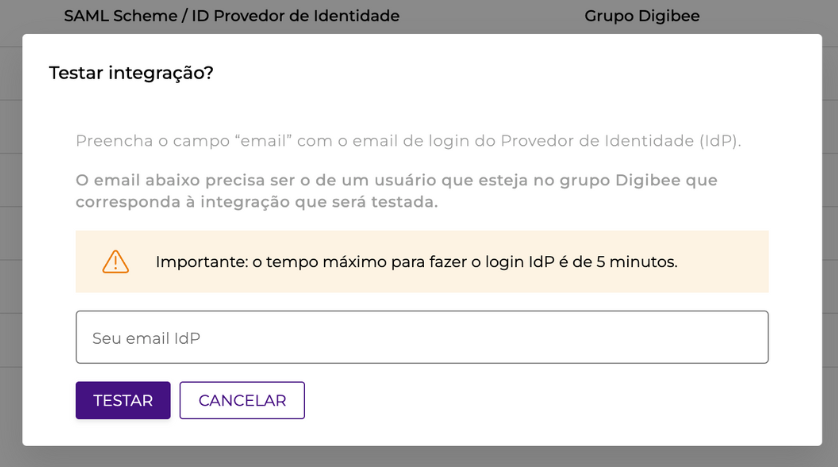 SAML Scheme / ID Provedor de Identidade
Grupo Digibee
Testar integração?
Preencha o campo “email” com o email de login do Provedor de Identidade (IdP).
O email abaixo precisa ser o de um usuário que esteja no grupo Digibee que
corresponda à integração que será testada.
Importante: o tempo máximo para fazer o login IdP é de 5 minutos.
Seu email IdP
TESTAR
CANCELAR